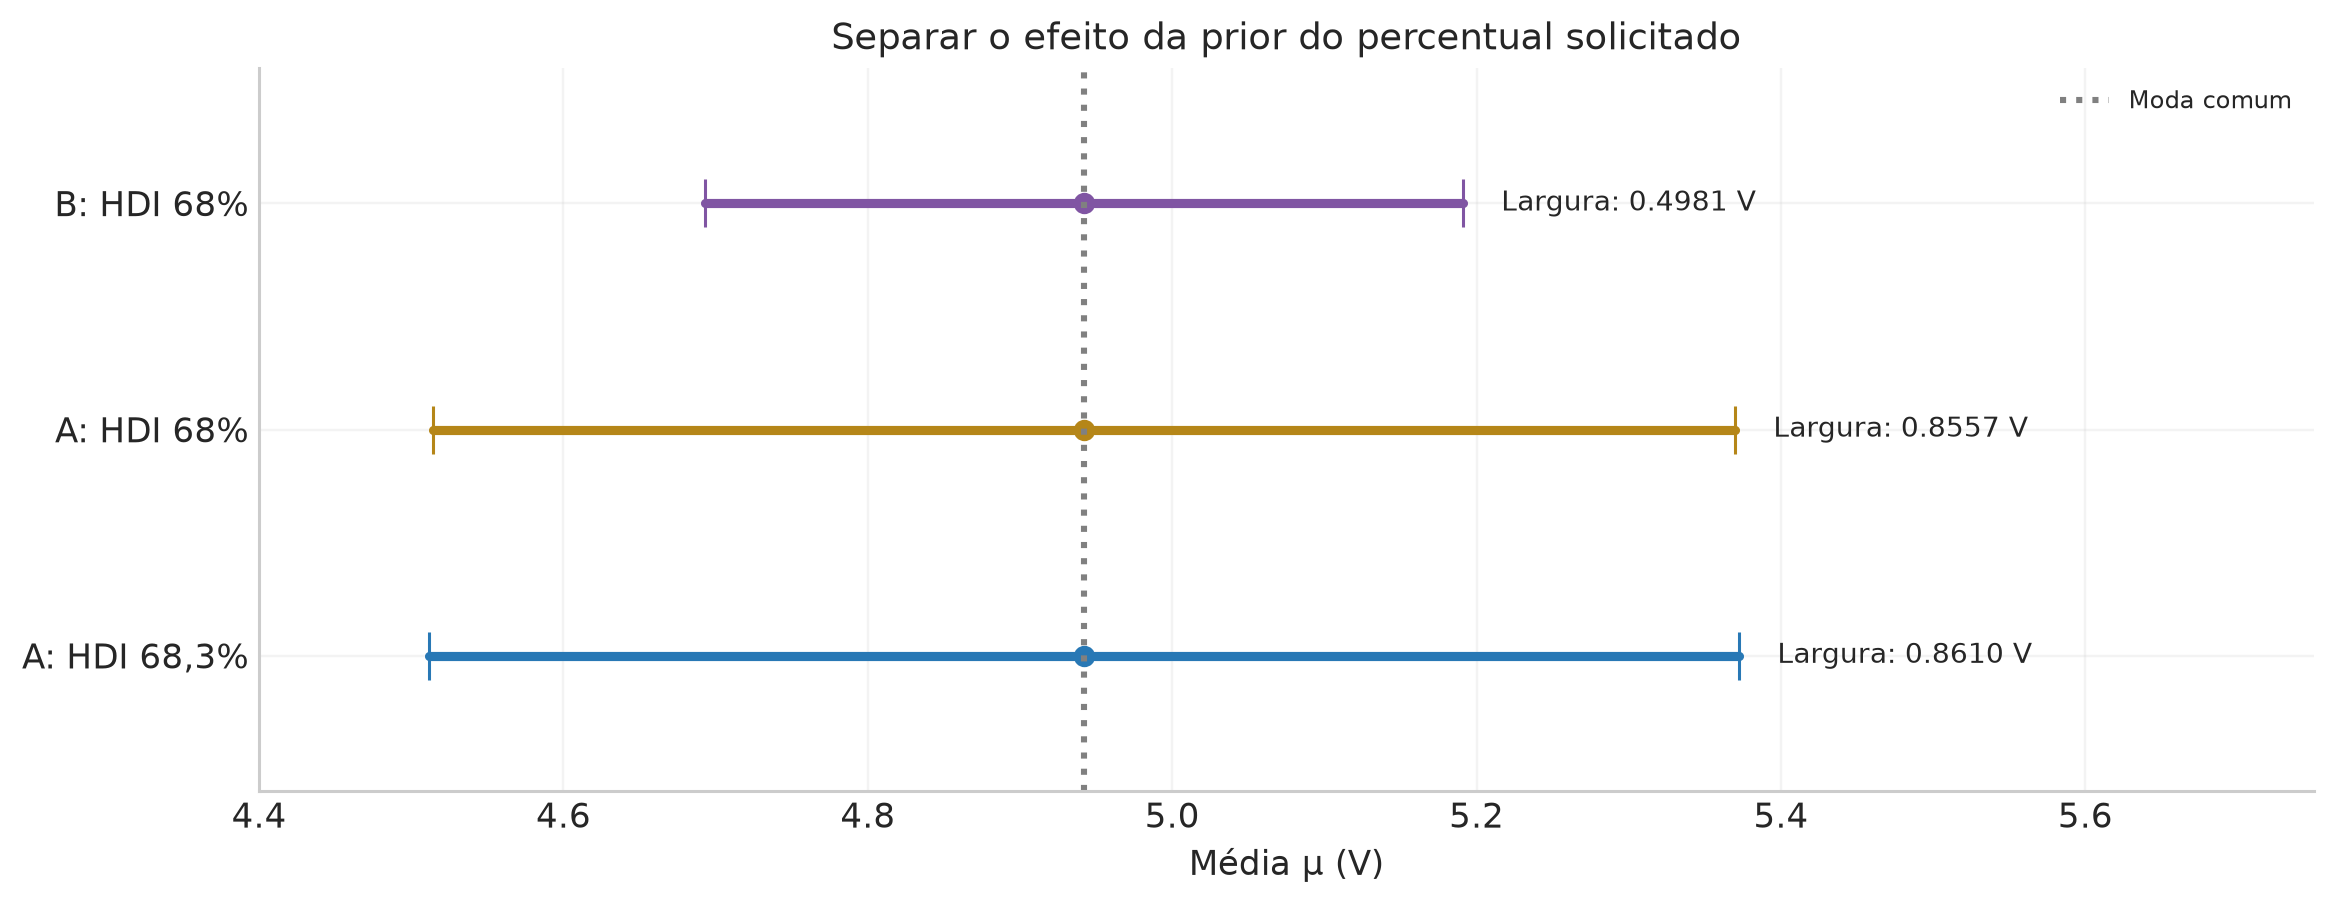 Separar o efeito da prior do percentual solicitado
Moda comum
B: HDI 68%
Largura: 0.4981 V
A: HDI 68%
Largura: 0.8557 V
A: HDI 68,3%
Largura: 0.8610 V
4.4 4.6 4.8 5.0 5.2 5.4 5.6
Média μ (V)